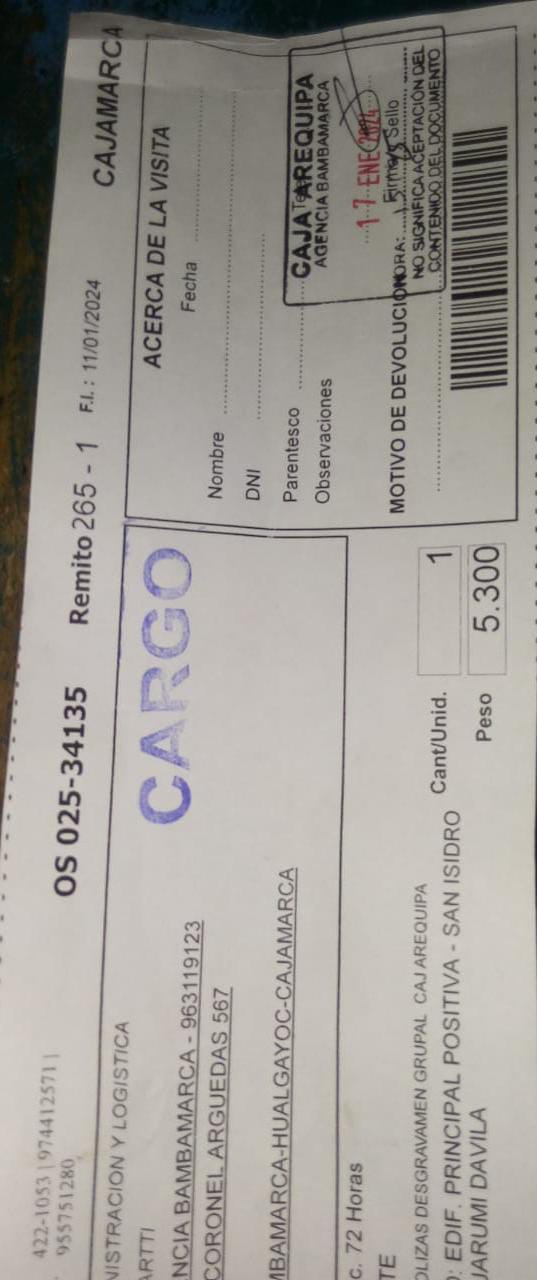 422-1053 | 974412571 |
955751280
OS 025-34135 Remito 265 - 1 F.I. : 11/01/2024 CAJAMARCA
NISTRACION Y LOGISTICA
ARTTI
CARGO
NCIA BAMBAMARCA - 963119123
CORONEL ARGUEDAS 567
MBAMARCA-HUALGAYOC-CAJAMARCA
c. 72 Horas
TE
OLIZAS DESGRAVAMEN GRUPAL CAJ AREQUIPA
: EDIF. PRINCIPAL POSITIVA - SAN ISIDRO
JARUMI DAVILA
Cant/Unid. 1
Peso 5.300
ACERCA DE LA VISITA
Fecha
Nombre
DNI
Parentesco
Observaciones
MOTIVO DE DEVOLUCION
CAJA AREQUIPA
AGENCIA BAMBAMARCA
17 ENE 2024
Firma y Sello
HORA:
NO SIGNIFICA ACEPTACIÓN DEL
CONTENIDO DEL DOCUMENTO